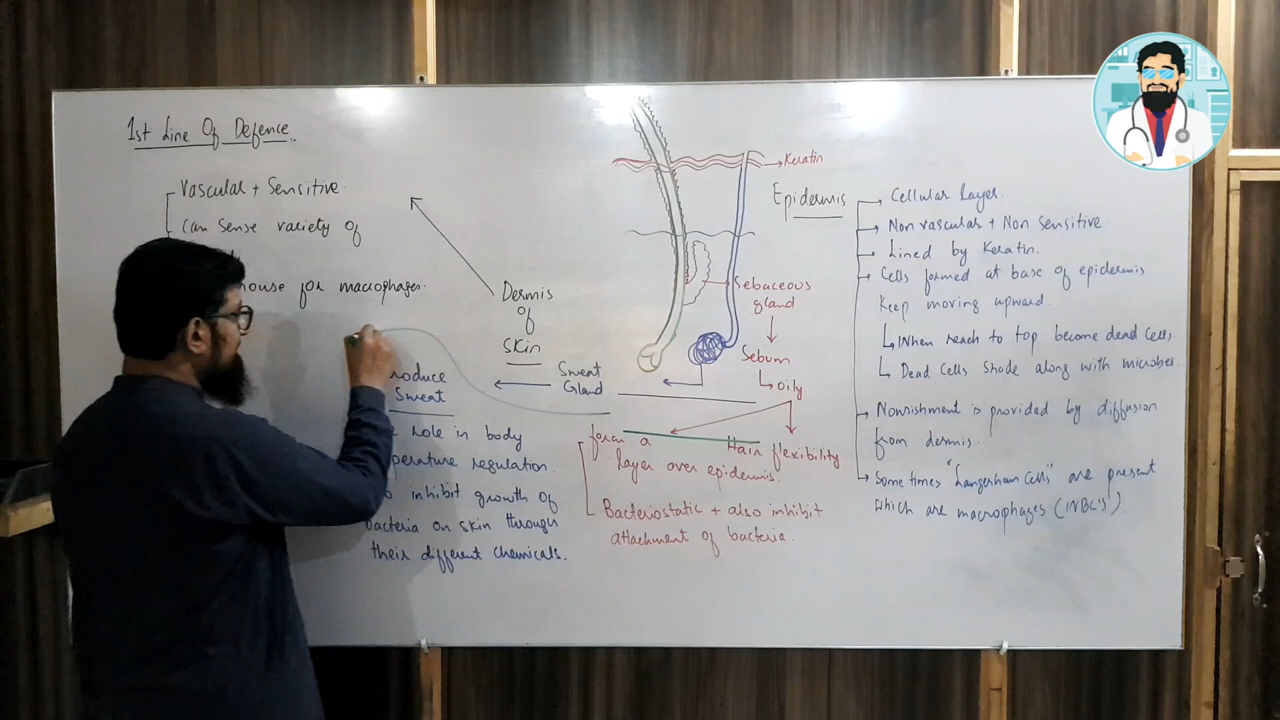 1st Line Of Defence
Vascular + Sensitive.
Can Sense variety of
house for macrophages.
Dermis
Of
Skin
Sweat
Gland
Sweat
role in body
regulation.
inhibit growth of
bacteria on skin through
their different chemicals.
Keratin
Sebaceous
gland
Sebum
Oily
Hair flexibility
form a
layer over epidermis.
Bacteriostatic + also inhibit
attachment of bacteria.
Epidermis
Cellular Layer.
Non vascular + Non Sensitive.
Lined by Keratin.
Cells formed at base of epidermis
Keep moving upward.
When reach to top become dead cells.
Dead Cells Shade along with microbes.
Nourishment is provided by diffusion
from dermis.
Some times "Langerham Cells" are present
which are macrophages (WBC's).